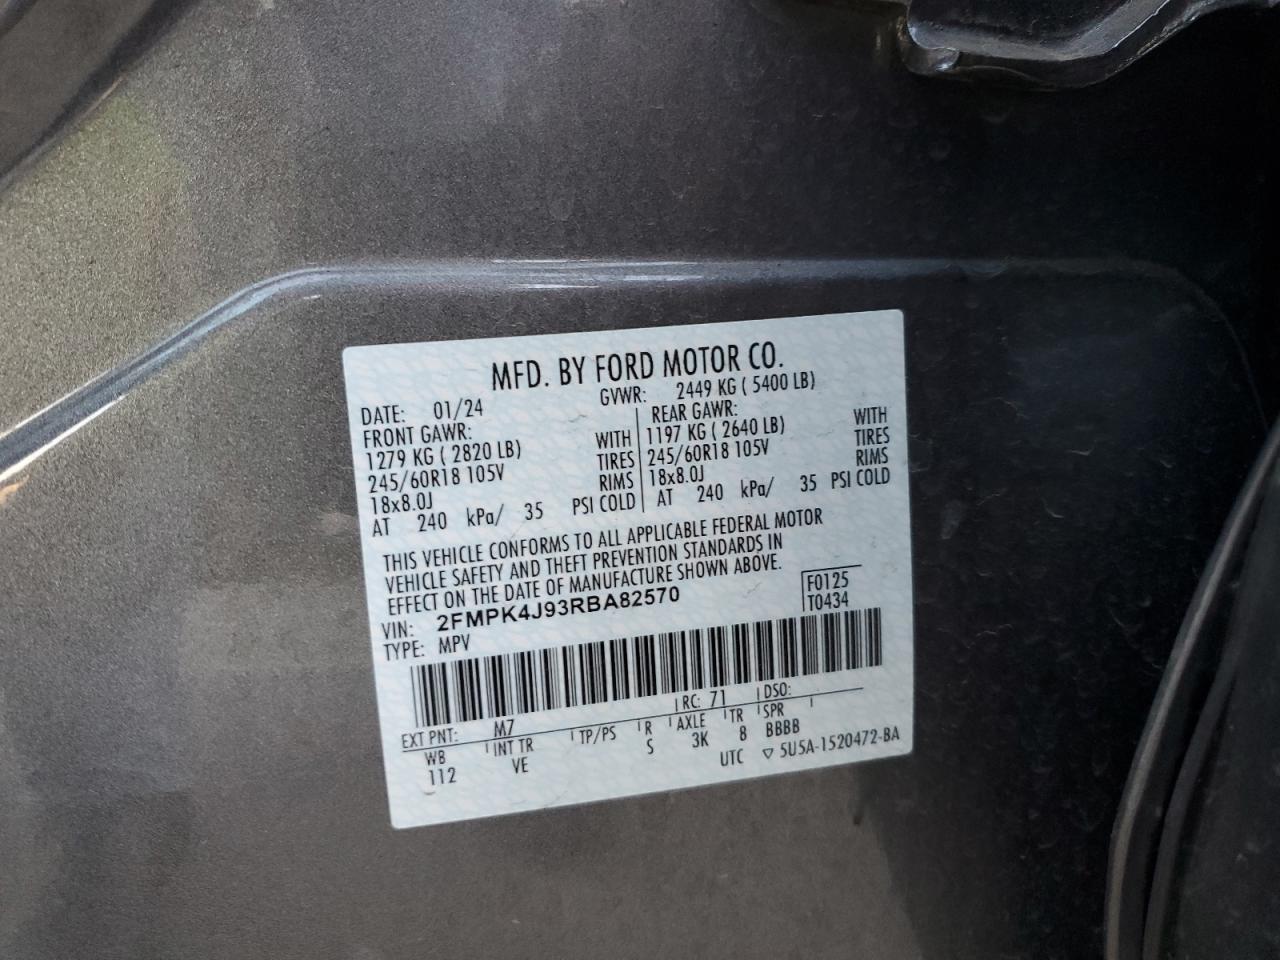 MFD. BY FORD MOTOR CO.
DATE: 01/24 GVWR: 2449 KG ( 5400 LB)
FRONT GAWR: REAR GAWR:
1279 KG ( 2820 LB) WITH 1197 KG ( 2640 LB) WITH
245/60R18 105V TIRES 245/60R18 105V TIRES
18x8.0J RIMS 18x8.0J RIMS
AT 240 kPa/ 35 PSI COLD AT 240 kPa/ 35 PSI COLD
THIS VEHICLE CONFORMS TO ALL APPLICABLE FEDERAL MOTOR
VEHICLE SAFETY AND THEFT PREVENTION STANDARDS IN
EFFECT ON THE DATE OF MANUFACTURE SHOWN ABOVE.
VIN: 2FMPK4J93RBA82570 F0125
TYPE: MPV T0434
EXT PNT: M7 RC: 71 DSO:
WB INT TR TP/PS R AXLE TR SPR
112 VE S 3K 8 BBBB
UTC ▽ 5U5A-1520472-BA